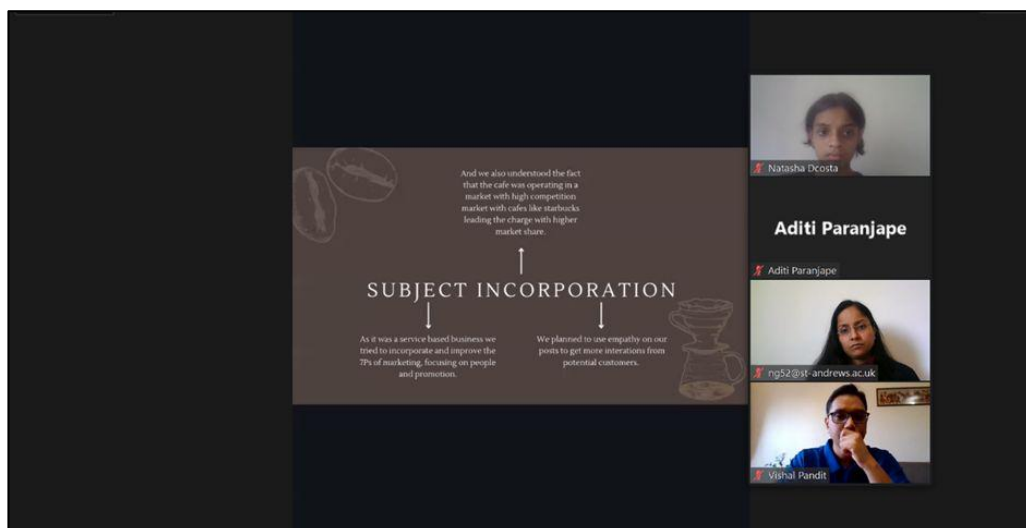 And we also understood the fact
that the cafe was operating in a
market with high competition
market with cafes like starbucks
leading the charge with higher
market share.
SUBJECT INCORPORATION
As it was a service based business we
tried to incorporate and improve the
7Ps of marketing, focusing on people
and promotion.
We planned to use empathy on our
posts to get more interations from
potential customers.
Natasha Dcosta
Aditi Paranjape
Aditi Paranjape
ng52@st-andrews.ac.uk
Vishal Pandit